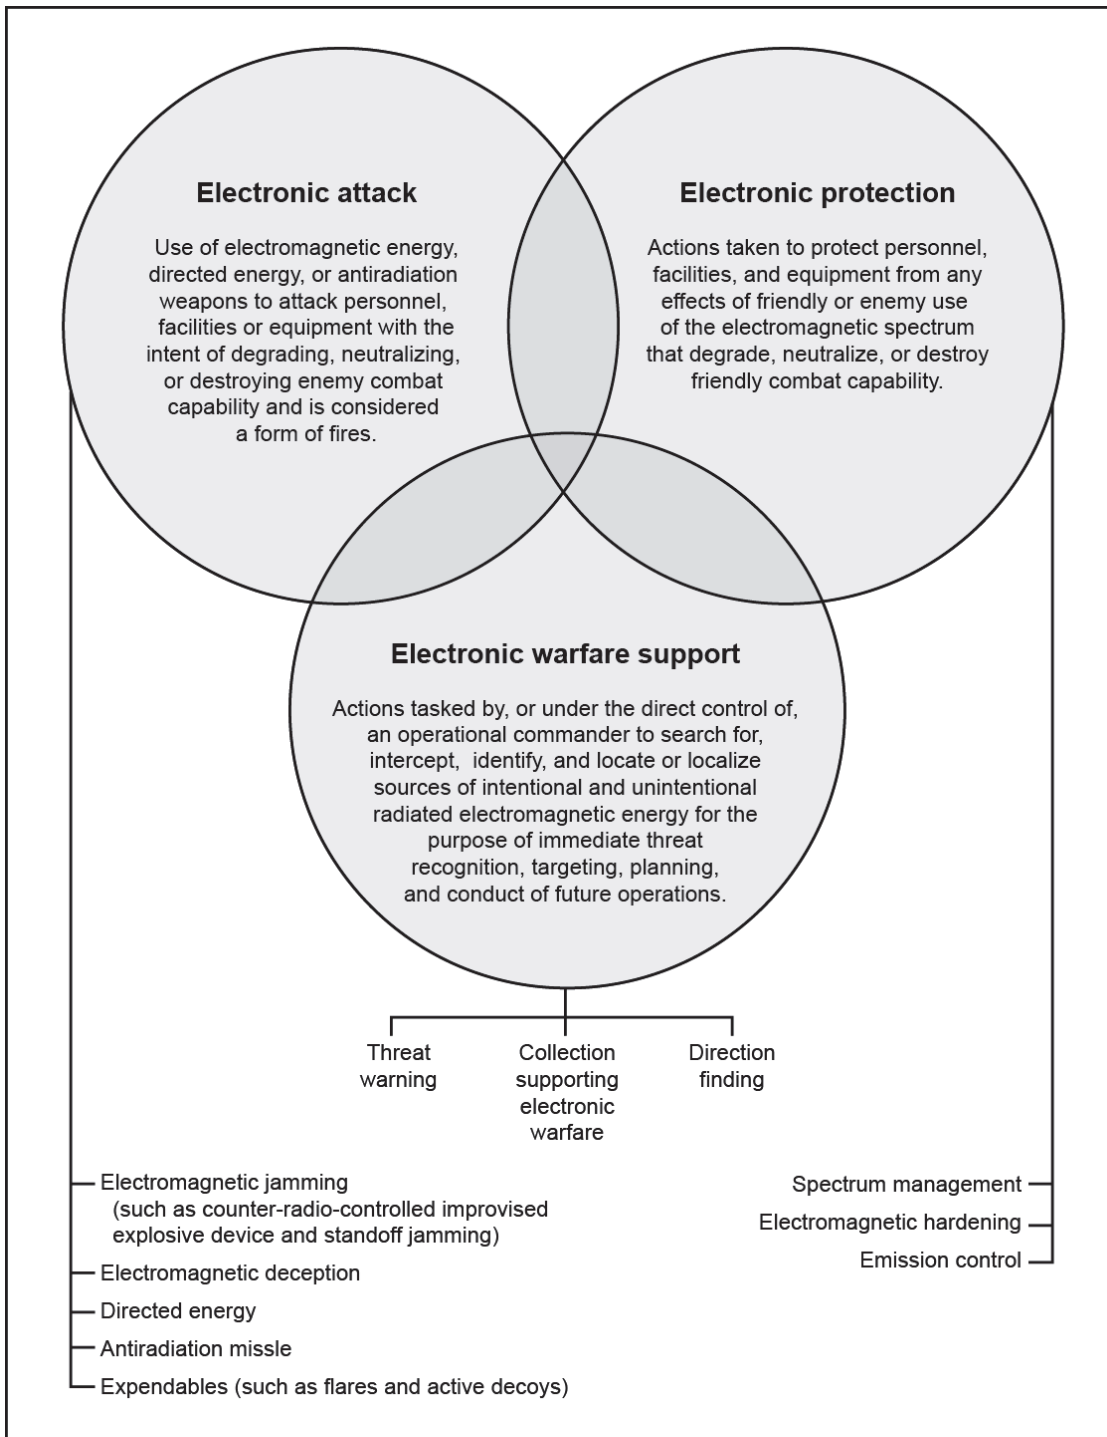 Electronic attack
Use of electromagnetic energy,
directed energy, or antiradiation
weapons to attack personnel,
facilities or equipment with the
intent of degrading, neutralizing,
or destroying enemy combat
capability and is considered
a form of fires.
Electronic protection
Actions taken to protect personnel,
facilities, and equipment from any
effects of friendly or enemy use
of the electromagnetic spectrum
that degrade, neutralize, or destroy
friendly combat capability.
Electronic warfare support
Actions tasked by, or under the direct control of,
an operational commander to search for,
intercept, identify, and locate or localize
sources of intentional and unintentional
radiated electromagnetic energy for the
purpose of immediate threat
recognition, targeting, planning,
and conduct of future operations.
Threat
warning
Collection
supporting
electronic
warfare
Direction
finding
Electromagnetic jamming
(such as counter-radio-controlled improvised
explosive device and standoff jamming)
Electromagnetic deception
Directed energy
Antiradiation missle
Expendables (such as flares and active decoys)
Spectrum management
Electromagnetic hardening
Emission control